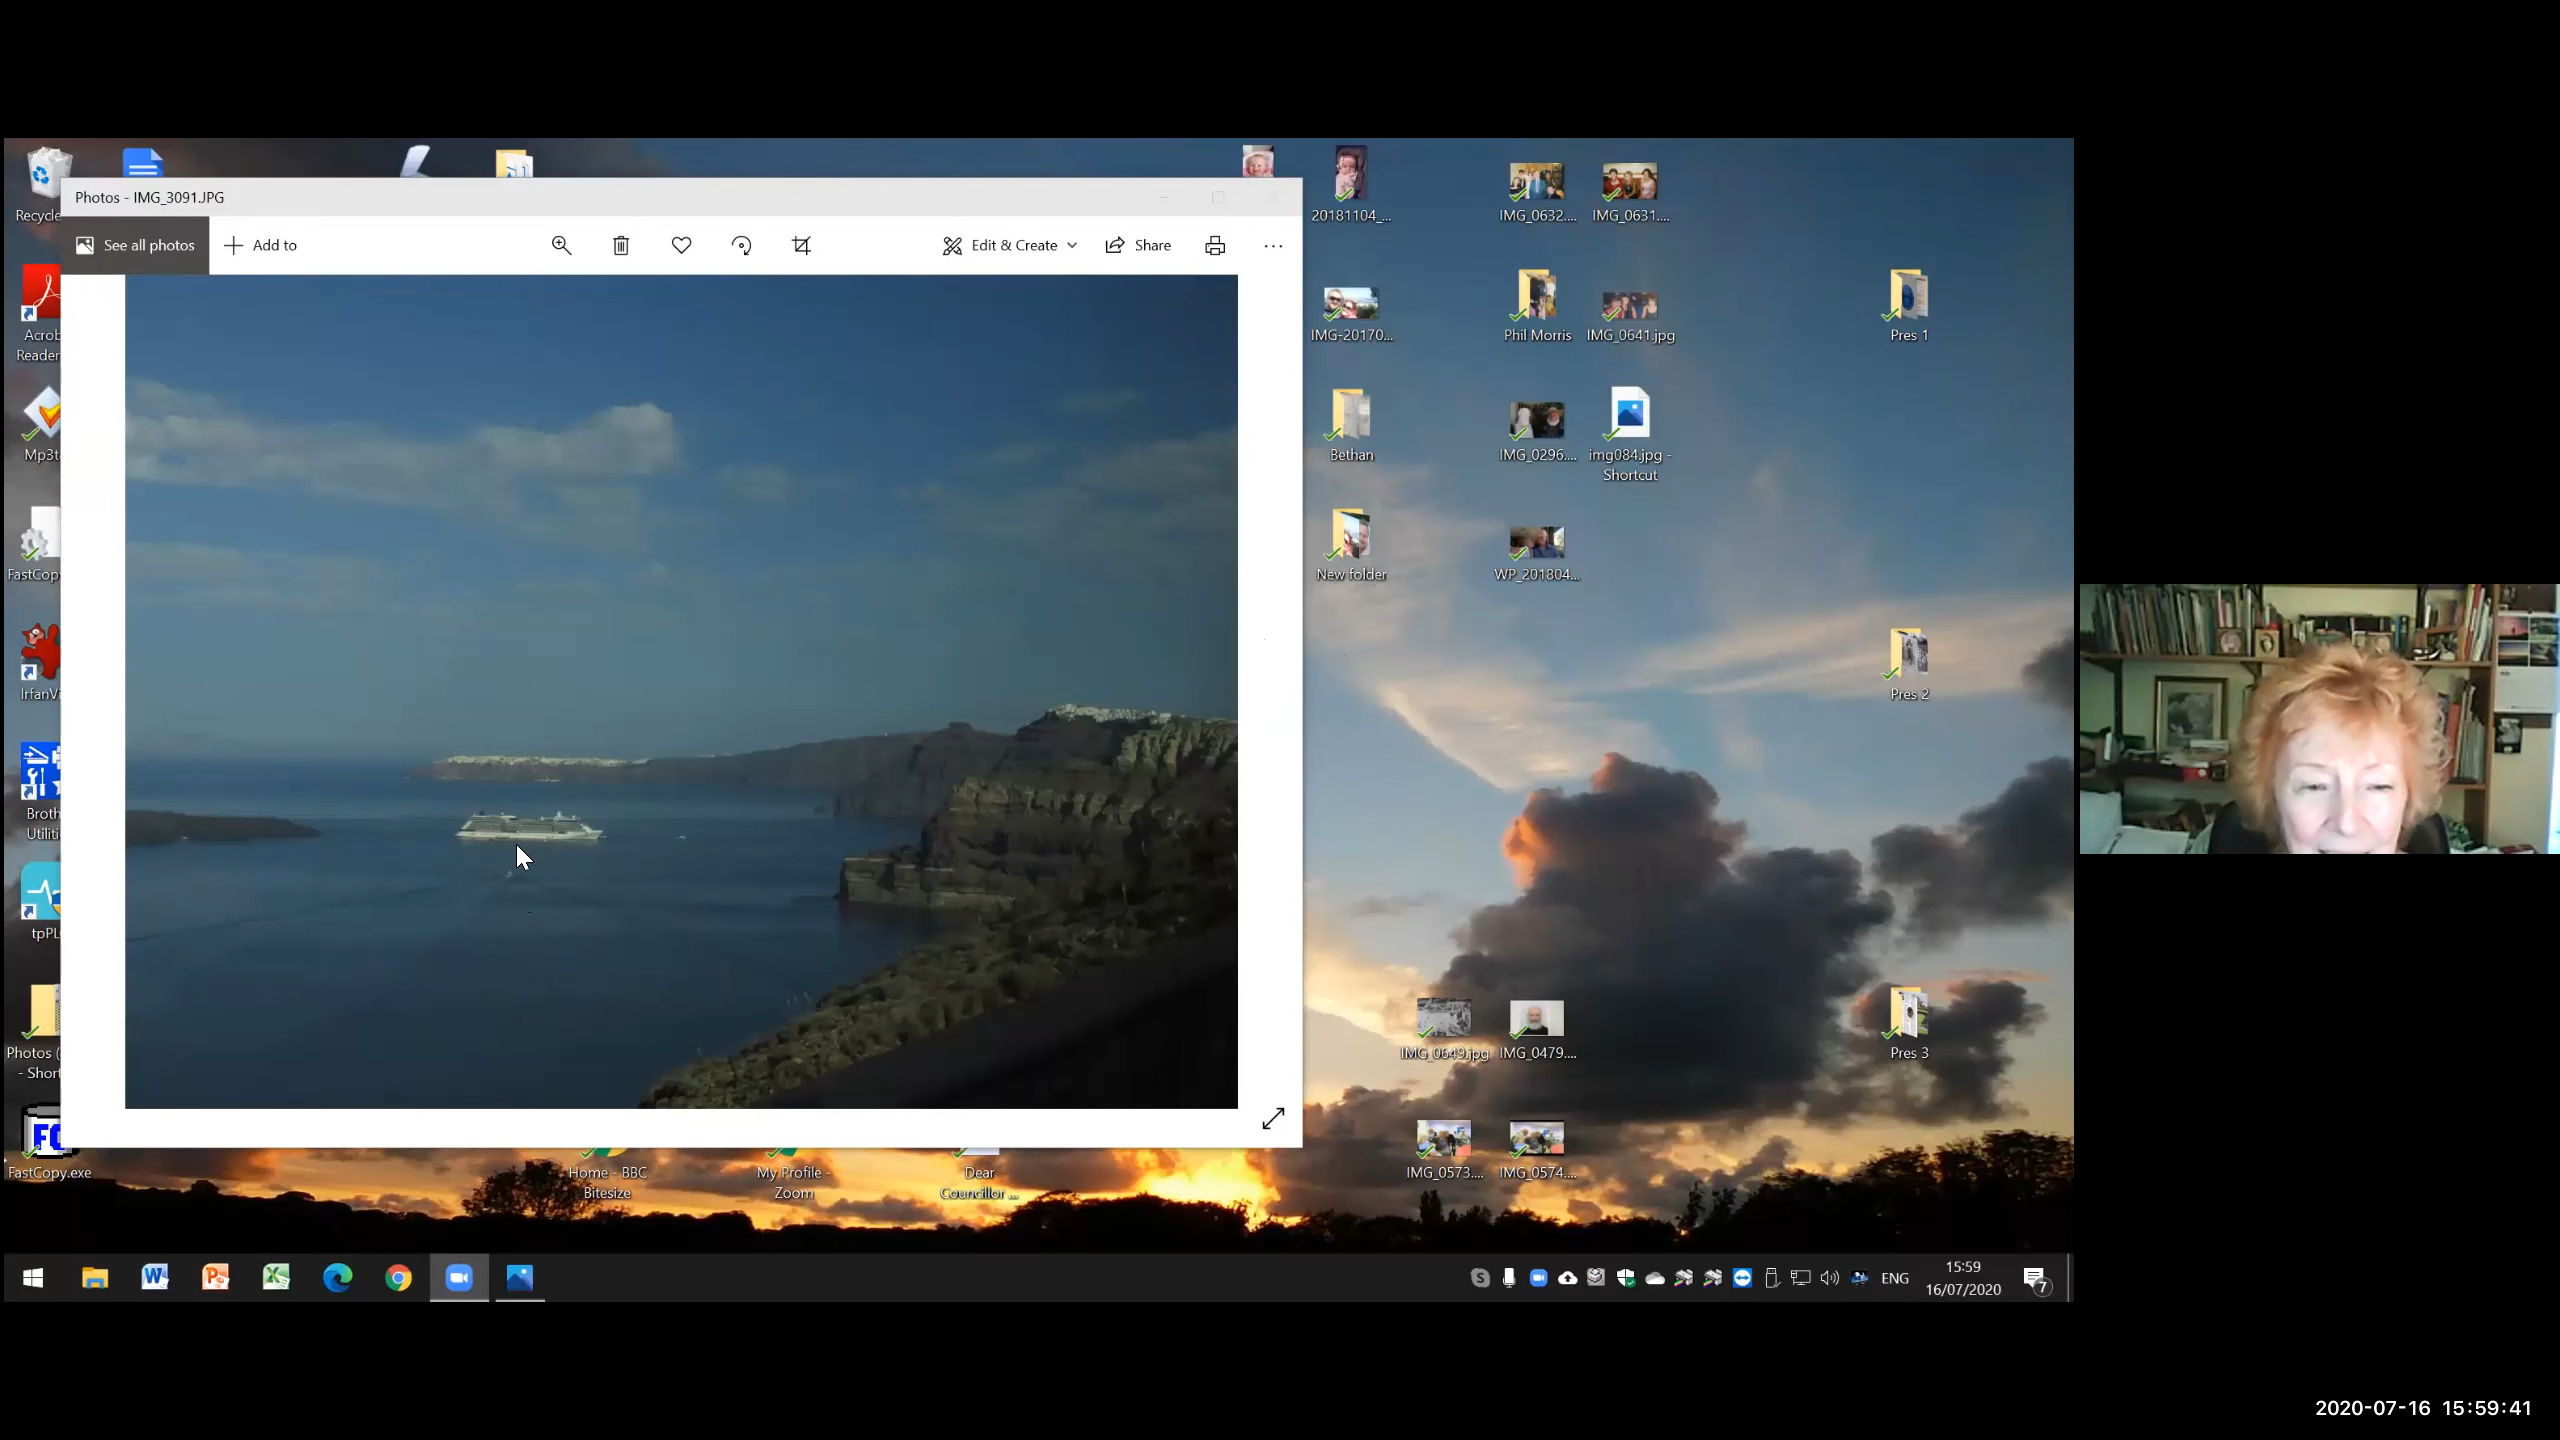 Photos - IMG_3091.JPG
See all photos
Add to
Edit & Create
Share
Recycle
Acrob
Reader
Mp3t
FastCop
IrfanVi
Broth
Utiliti
tpPL
Photos (
- Short
FastCopy.exe
Home - BBC
Bitesize
My Profile -
Zoom
Dear
Councillor ...
20181104_...
IMG_0632....
IMG_0631....
IMG-20170...
Phil Morris
IMG_0641.jpg
Pres 1
Bethan
IMG_0296....
img084.jpg -
Shortcut
New folder
WP_201804...
Pres 2
IMG_0649.jpg
IMG_0479....
Pres 3
IMG_0573....
IMG_0574....
ENG
15:59
16/07/2020
7
2020-07-16 15:59:41